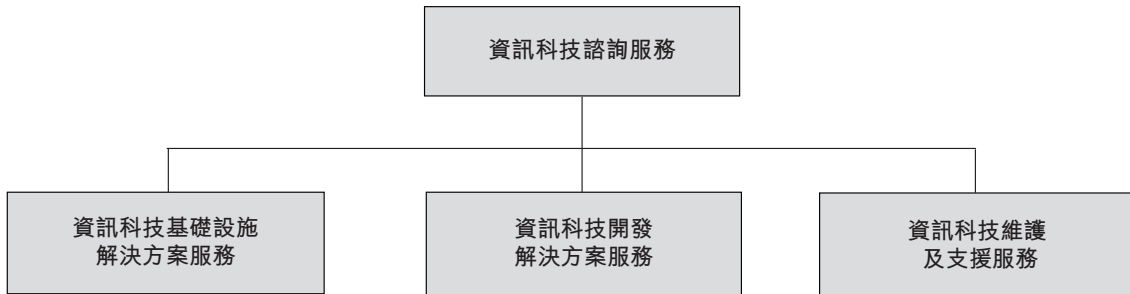 資訊科技諮詢服務
資訊科技基礎設施
解決方案服務
資訊科技開發
解決方案服務
資訊科技維護
及支援服務